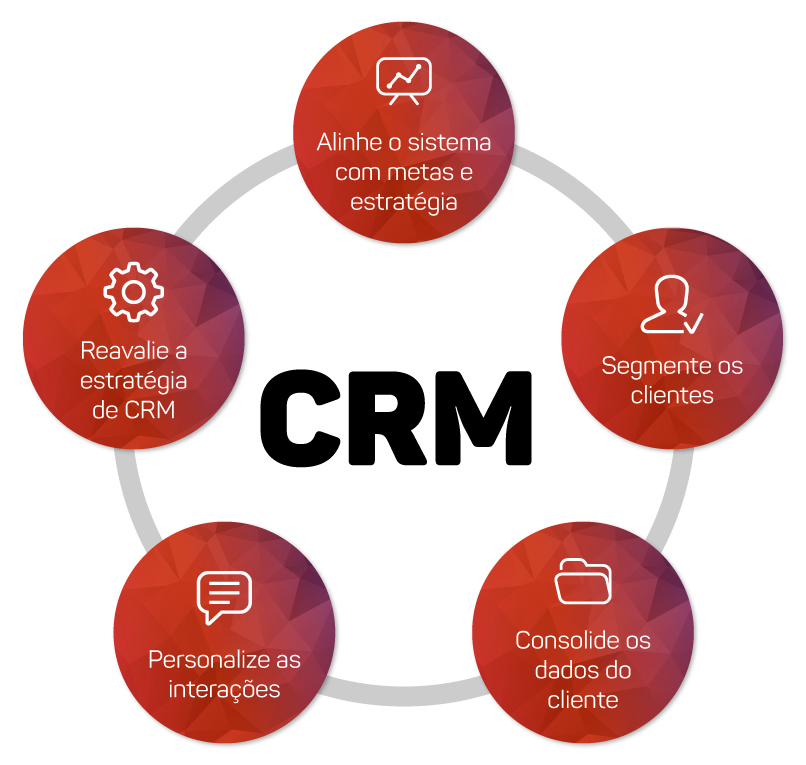 Alinhe o sistema
com metas e
estratégia
Segmente os
clientes
Consolide os
dados do
cliente
Personalize as
interações
Reavalie a
estratégia
de CRM
CRM